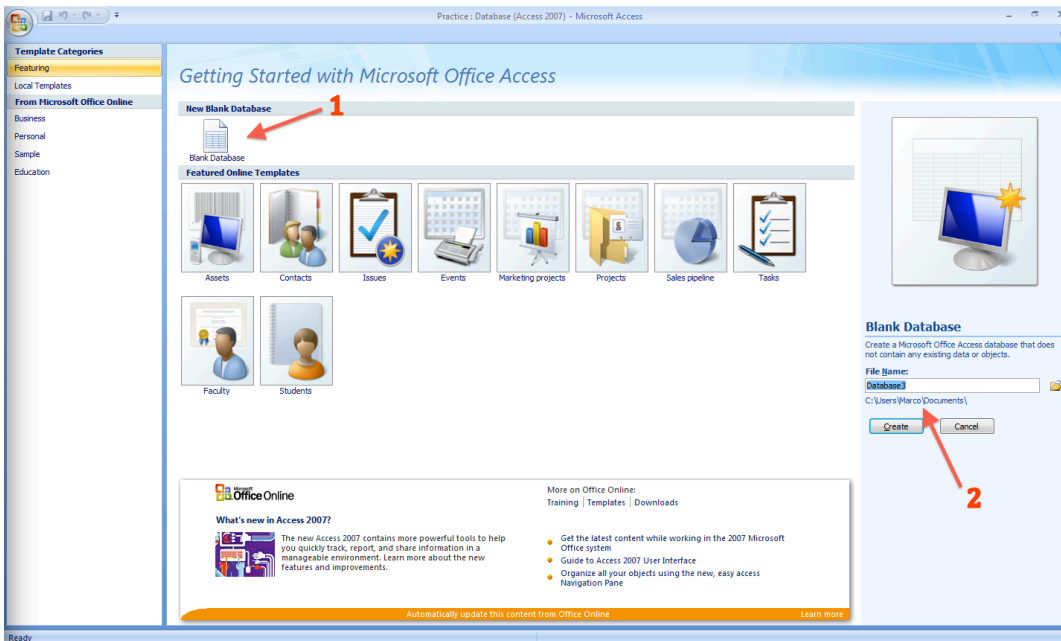 Practice : Database (Access 2007) - Microsoft Access
Template Categories
Featuring
Local Templates
From Microsoft Office Online
Business
Personal
Sample
Education
Getting Started with Microsoft Office Access
New Blank Database
1
Blank Database
Featured Online Templates
Assets
Contacts
Issues
Events
Marketing projects
Projects
Sales pipeline
Tasks
Faculty
Students
Blank Database
Create a Microsoft Office Access database that does
not contain any existing data or objects.
File Name:
Database3
C:\Users\Marco\Documents\
Create
Cancel
2
Microsoft
Office Online
What's new in Access 2007?
The new Access 2007 contains more powerful tools to help
you quickly track, report, and share information in a
manageable environment. Learn more about the new
features and improvements.
More on Office Online:
Training | Templates | Downloads
Get the latest content while working in the 2007 Microsoft
Office system
Guide to Access 2007 User Interface
Organize all your objects using the new, easy access
Navigation Pane
Automatically update this content from Office Online
Learn more
Ready